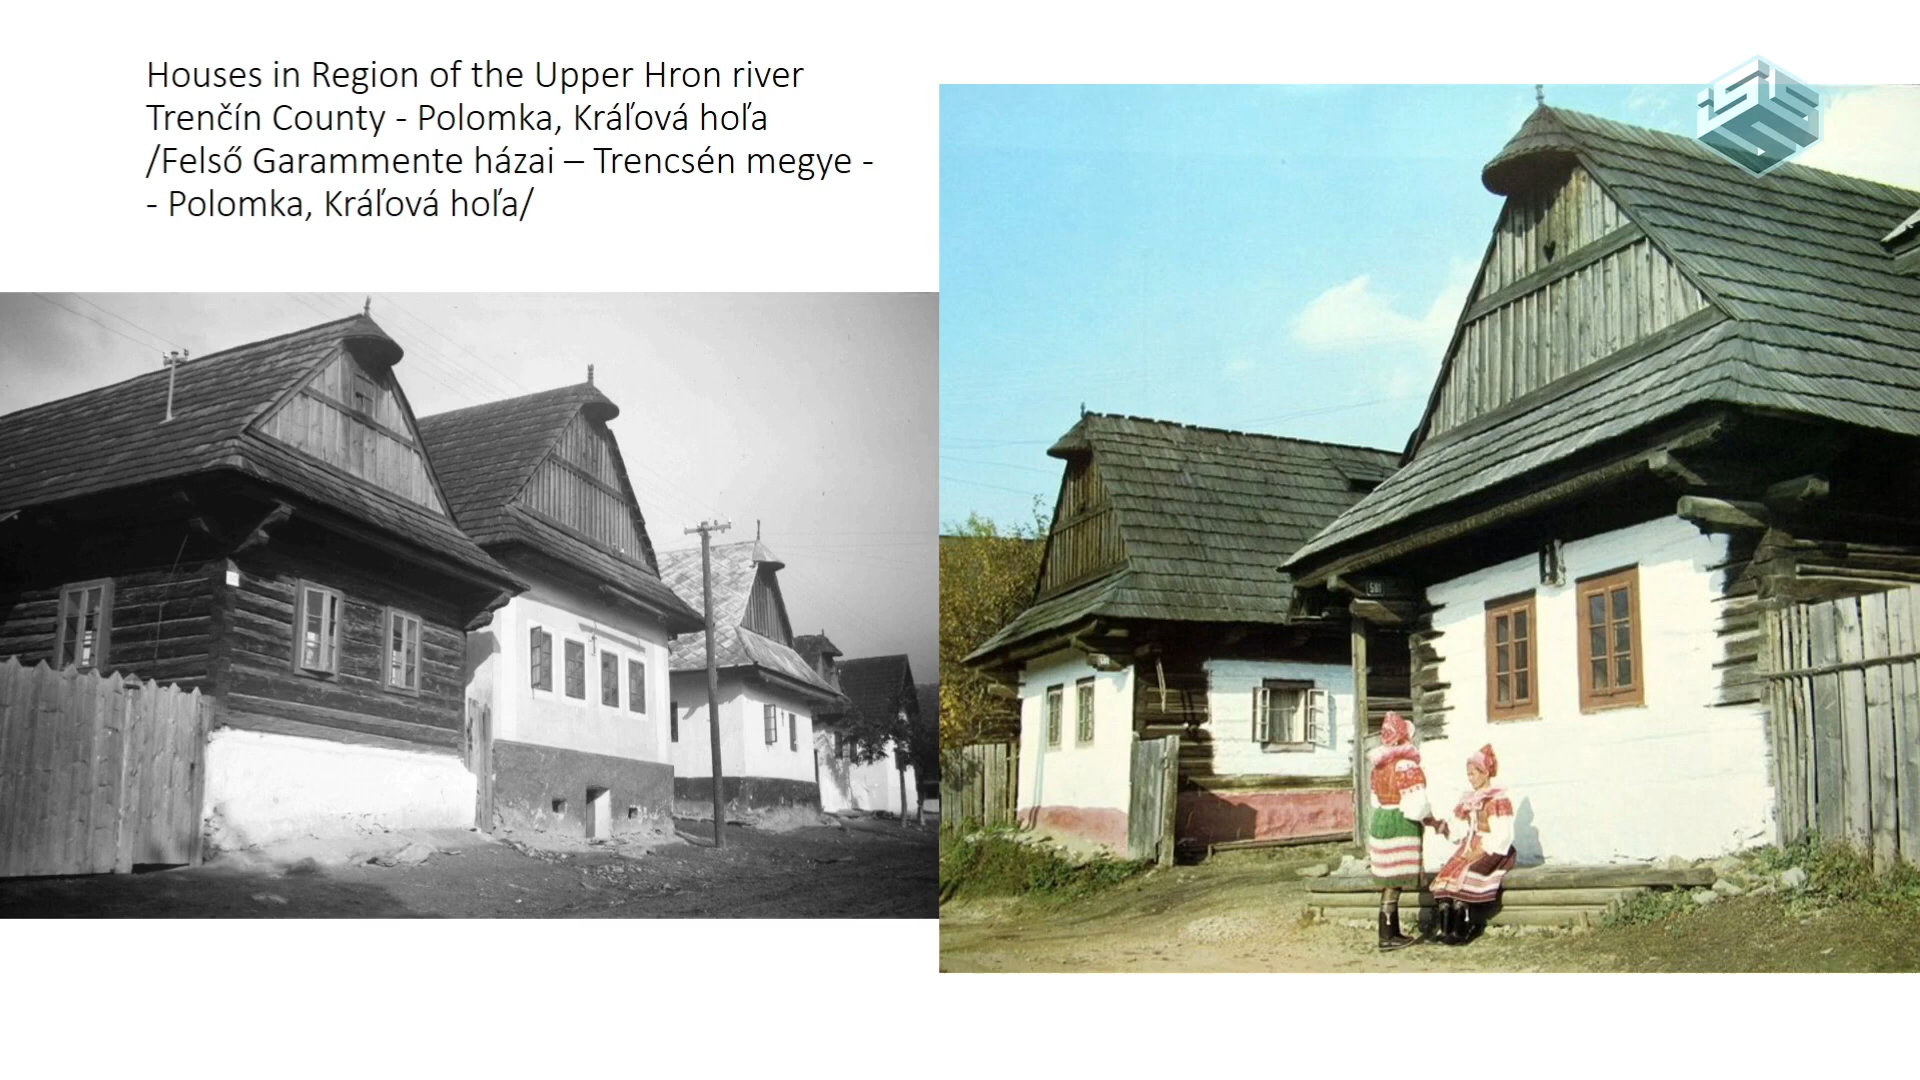 Houses in Region of the Upper Hron river
Trenčín County - Polomka, Kráľová hoľa
/Felső Garammente házai – Trencsén megye -
- Polomka, Kráľová hoľa/
581